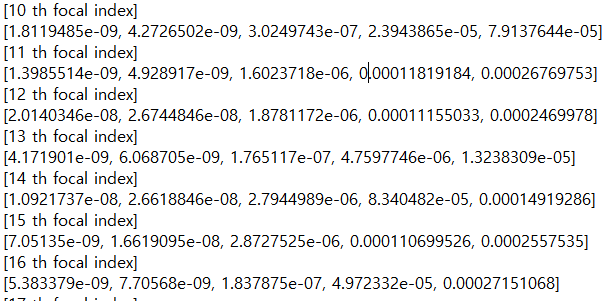 [10 th focal index]
[1.8119485e-09, 4.2726502e-09, 3.0249743e-07, 2.3943865e-05, 7.9137644e-05]
[11 th focal index]
[1.3985514e-09, 4.928917e-09, 1.6023718e-06, 0.00011819184, 0.00026769753]
[12 th focal index]
[2.0140346e-08, 2.6744846e-08, 1.8781172e-06, 0.00011155033, 0.0002469978]
[13 th focal index]
[4.171901e-09, 6.068705e-09, 1.765117e-07, 4.7597746e-06, 1.3238309e-05]
[14 th focal index]
[1.0921737e-08, 2.6618846e-08, 2.7944989e-06, 8.340482e-05, 0.00014919286]
[15 th focal index]
[7.05135e-09, 1.6619095e-08, 2.8727525e-06, 0.000110699526, 0.0002557535]
[16 th focal index]
[5.383379e-09, 7.70568e-09, 1.837875e-07, 4.972332e-05, 0.00027151068]
[17 th focal index]